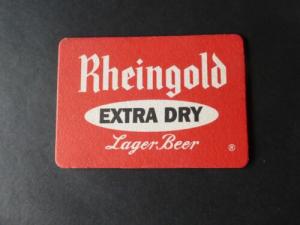 Rheingold
EXTRA DRY
Lager Beer
®